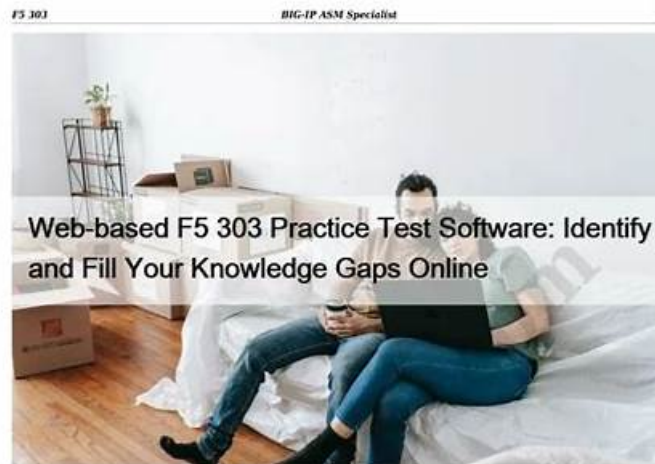 F5 303 BIG-IP ASM Specialist
Web-based F5 303 Practice Test Software: Identify
and Fill Your Knowledge Gaps Online
om